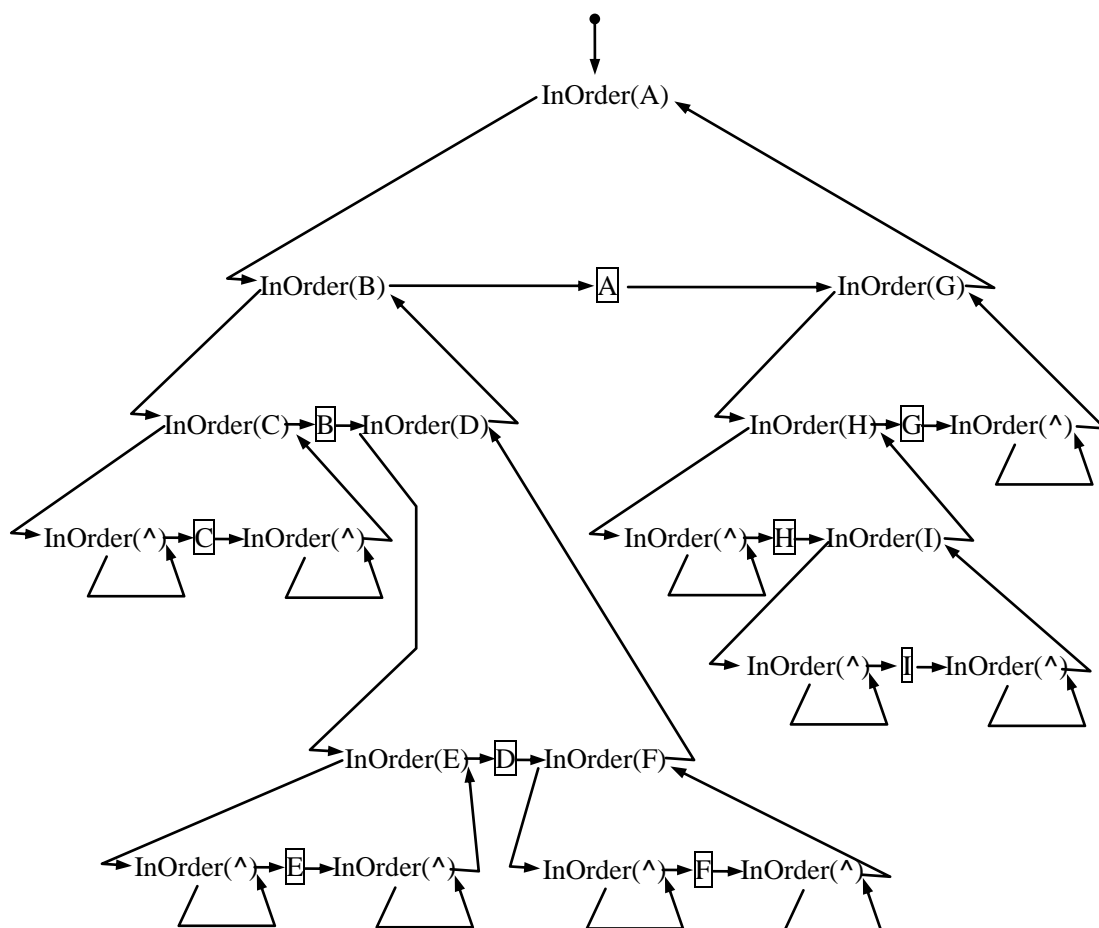 InOrder(A)
InOrder(B) A InOrder(G)
InOrder(C) B InOrder(D) InOrder(H) G InOrder(^)
InOrder(^) C InOrder(^) InOrder(^) H InOrder(I)
InOrder(^) I InOrder(^)
InOrder(E) D InOrder(F)
InOrder(^) E InOrder(^) InOrder(^) F InOrder(^)